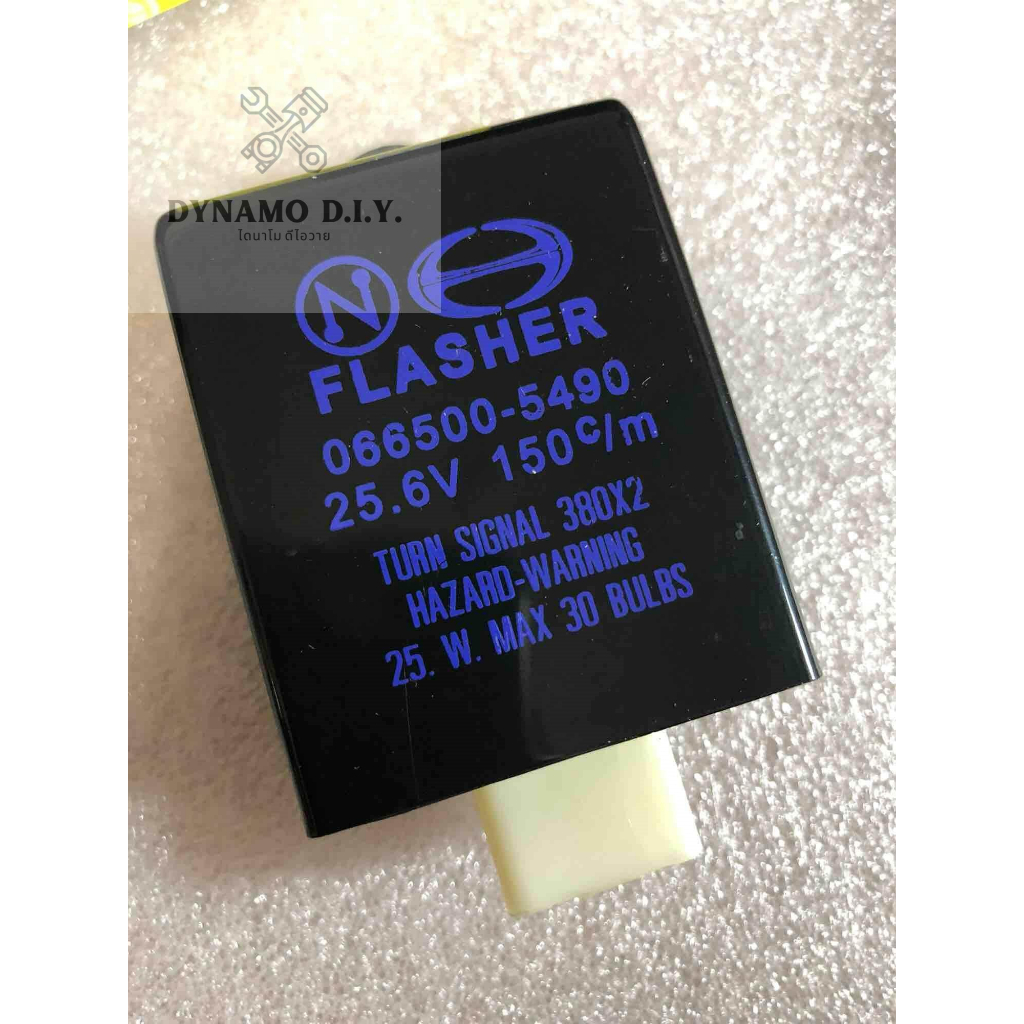 DYNAMO D.I.Y.
ไดนาโม ดีไอวาย
N
FLASHER
066500-5490
25.6V 150c/m
TURN SIGNAL 380X2
HAZARD-WARNING
25. W. MAX 30 BULBS